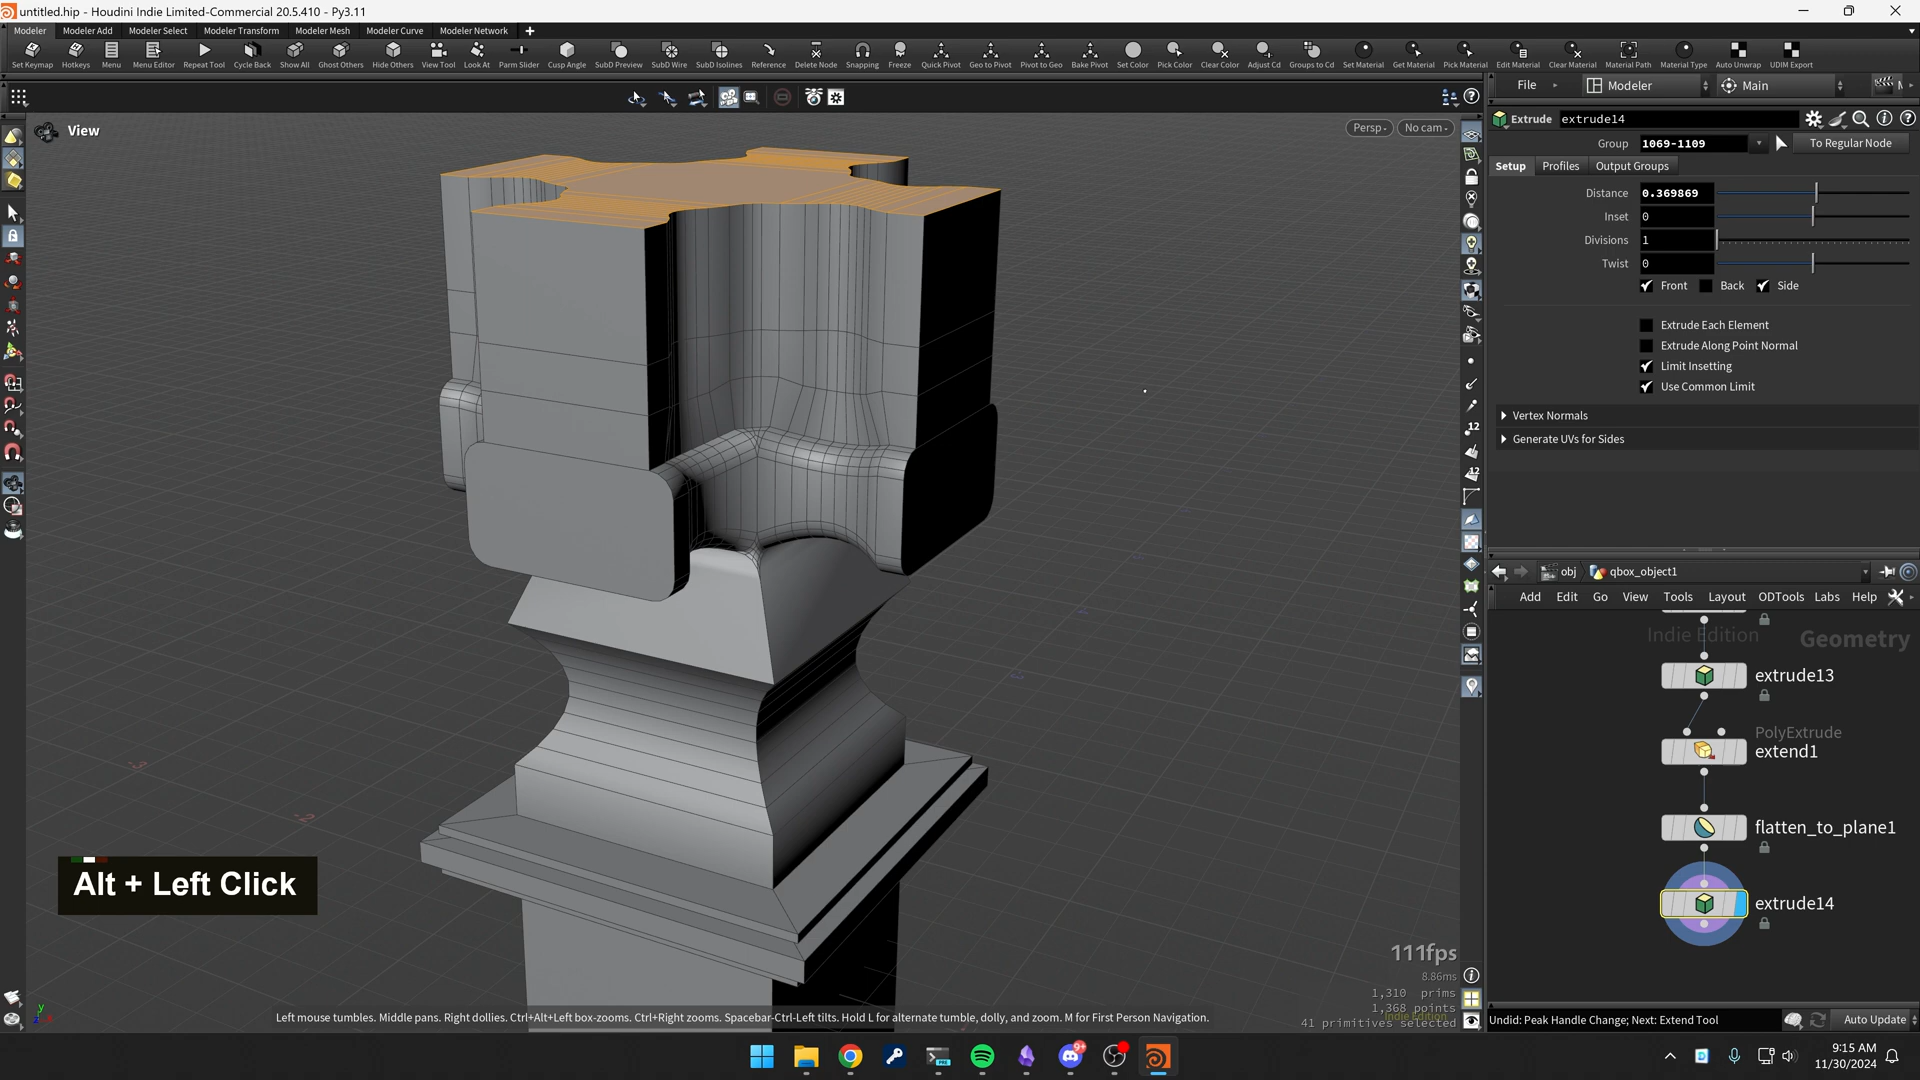 untitled.hip - Houdini Indie Limited-Commercial 20.5.410 - Py3.11
Modeler Modeler Add Modeler Select Modeler Transform Modeler Mesh Modeler Curve Modeler Network
Set Keymap Hotkeys Menu Menu Editor Repeat Tool Cycle Back Show All Ghost Others Hide Others View Tool Look At Parm Slider Cusp Angle SubD Preview SubD Wire SubD Isolines Reference Delete Node Snapping Freeze Quick Pivot Geo to Pivot Pivot to Geo Bake Pivot Set Color Pick Color Clear Color Adjust Cd Groups to Cd Set Material Get Material Pick Material Edit Material Clear Material Material Path Material Type Auto Unwrap UDIM Export
File Modeler Main
View
Persp No cam
Extrude extrude14
Group 1069-1109 To Regular Node
Setup Profiles Output Groups
Distance 0.369869
Inset 0
Divisions 1
Twist 0
Front Back Side
Extrude Each Element
Extrude Along Point Normal
Limit Insetting
Use Common Limit
Vertex Normals
Generate UVs for Sides
12
12
obj qbox_object1
Add Edit Go View Tools Layout ODTools Labs Help
Indie Edition Geometry
extrude13
PolyExtrude
extend1
flatten_to_plane1
extrude14
Alt + Left Click
111fps
8.86ms
1,310 prims
1,368 points
Indie Edition
41 primitives selected
Left mouse tumbles. Middle pans. Right dollies. Ctrl+Alt+Left box-zooms. Ctrl+Right zooms. Spacebar-Ctrl-Left tilts. Hold L for alternate tumble, dolly, and zoom. M for First Person Navigation.
Undid: Peak Handle Change; Next: Extend Tool Auto Update
9:15 AM
11/30/2024